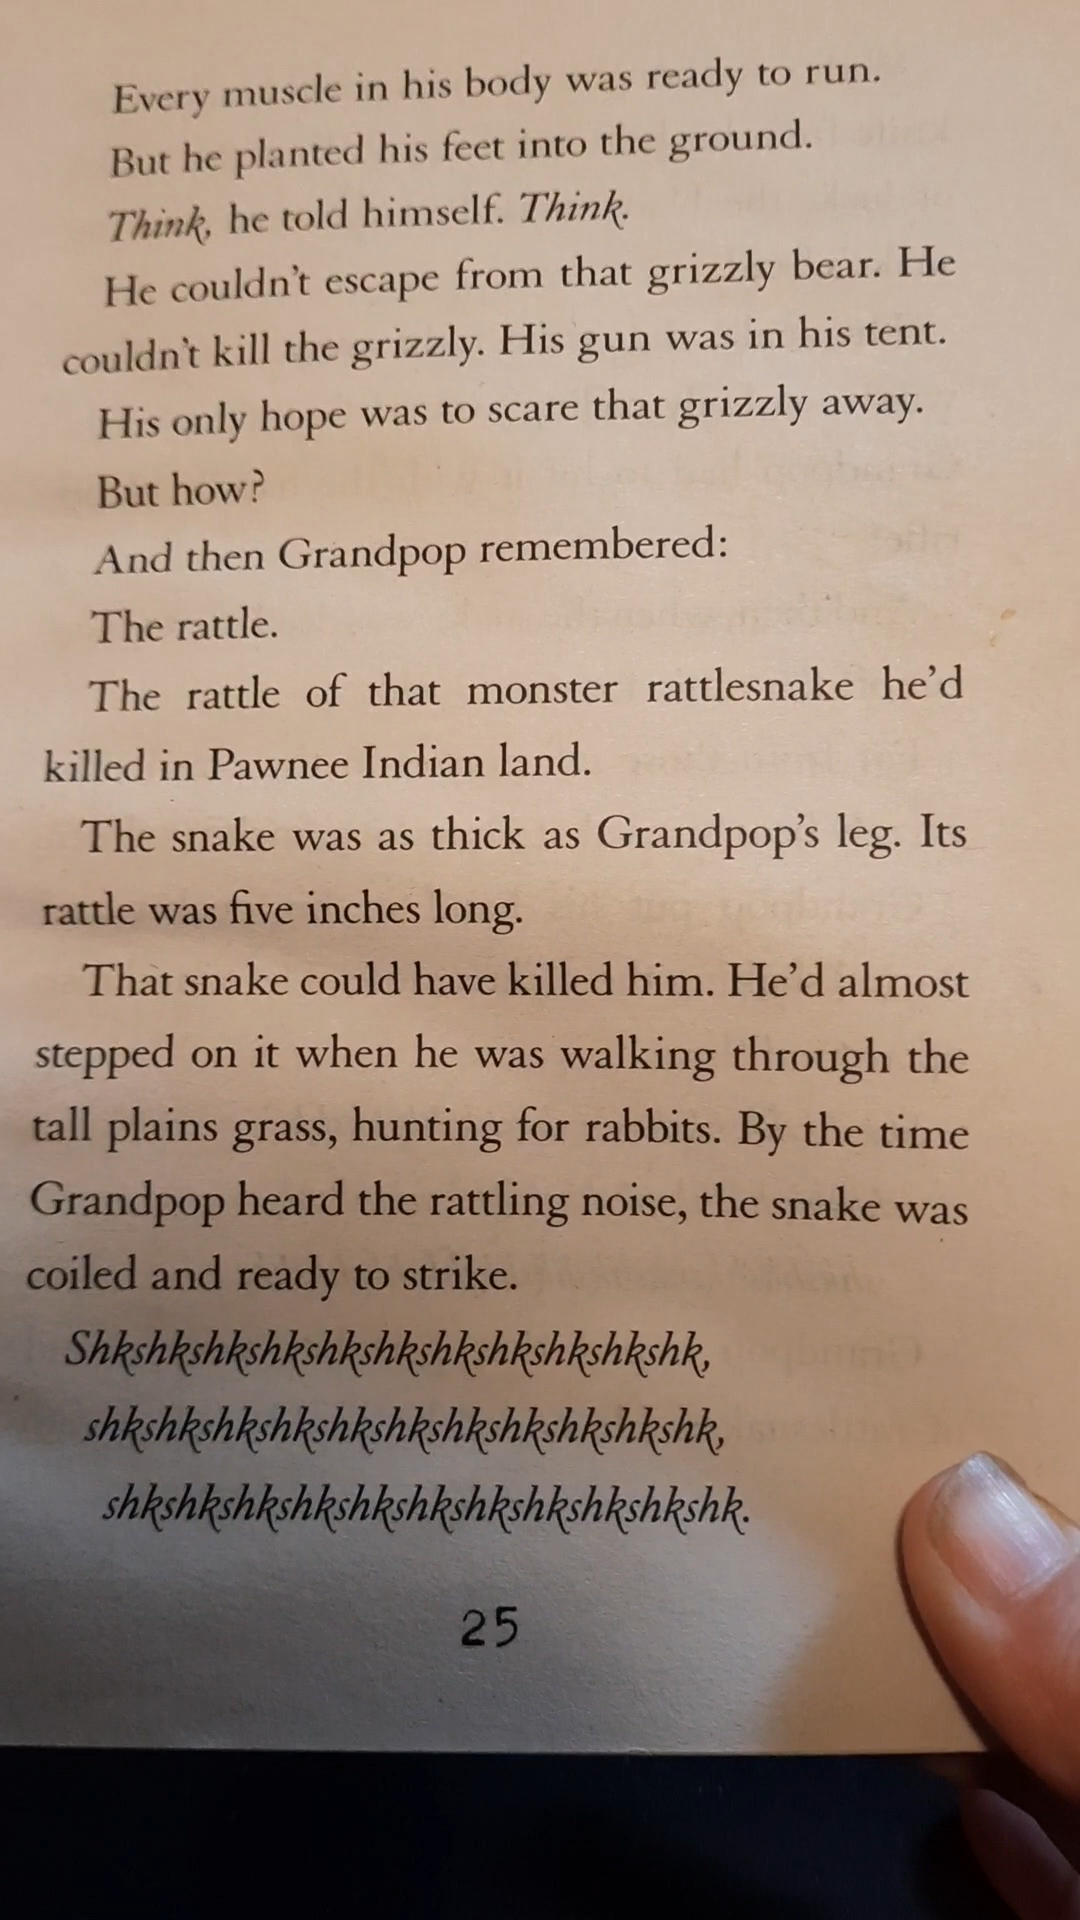 Every muscle in his body was ready to run.
But he planted his feet into the ground.
Think, he told himself. Think.
He couldn't escape from that grizzly bear. He
couldn't kill the grizzly. His gun was in his tent.
His only hope was to scare that grizzly away.
But how?
And then Grandpop remembered:
The rattle.
The rattle of that monster rattlesnake he'd
killed in Pawnee Indian land.
The snake was as thick as Grandpop's leg. Its
rattle was five inches long.
That snake could have killed him. He'd almost
stepped on it when he was walking through the
tall plains grass, hunting for rabbits. By the time
Grandpop heard the rattling noise, the snake was
coiled and ready to strike.
Shkshkshkshkshkshkshkshkshkshkshk,
shkshkshkshkshkshkshkshkshkshkshk,
shkshkshkshkshkshkshkshkshkshkshk.
25